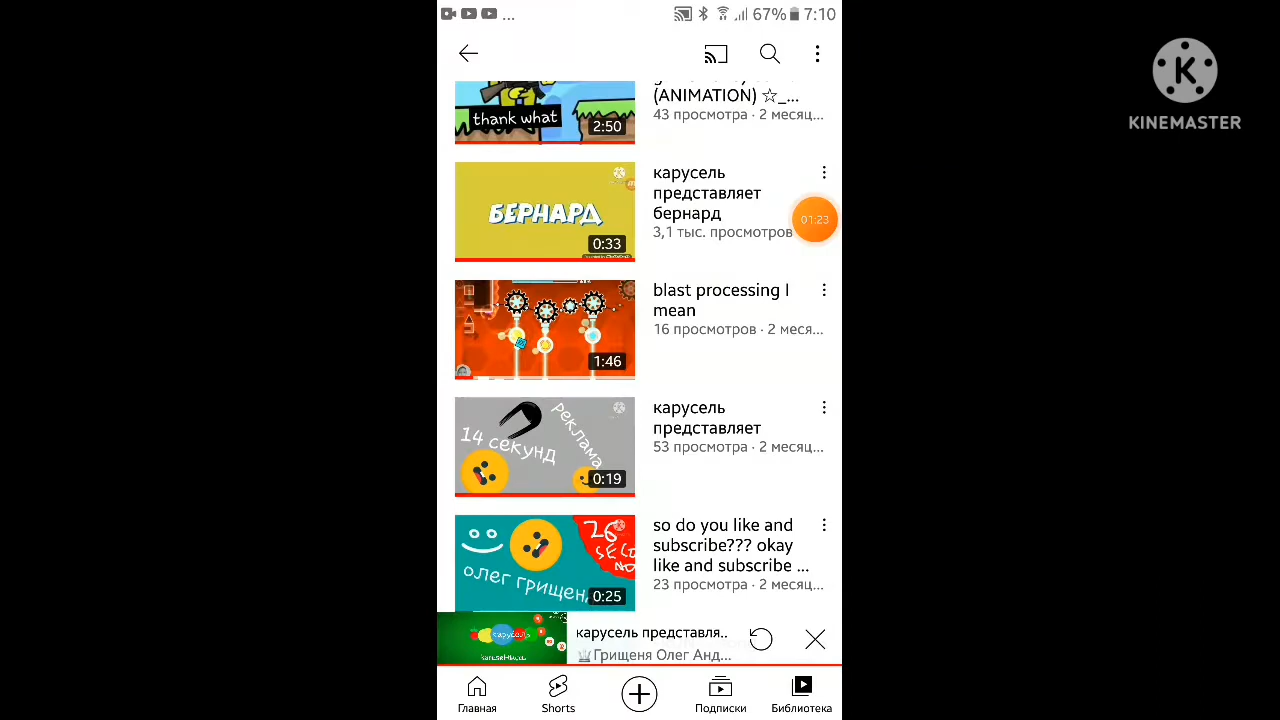 ... 67% 7:10
KINEMASTER
(ANIMATION) ☆_...
43 просмотра · 2 месяц...
thank what
2:50
карусель
представляет
бернард
3,1 тыс. просмотров
БЕРНАРД
0:33
01:23
blast processing I
mean
16 просмотров · 2 меся...
1:46
карусель
представляет
53 просмотра · 2 месяц...
14 секунд
реклама
0:19
so do you like and
subscribe??? okay
like and subscribe ...
23 просмотра · 2 месяц...
26
SECO
NO
олег грищен
0:25
карусель представля..
Грищеня Олег Анд...
карусель
Главная
Shorts
Подписки
Библиотека